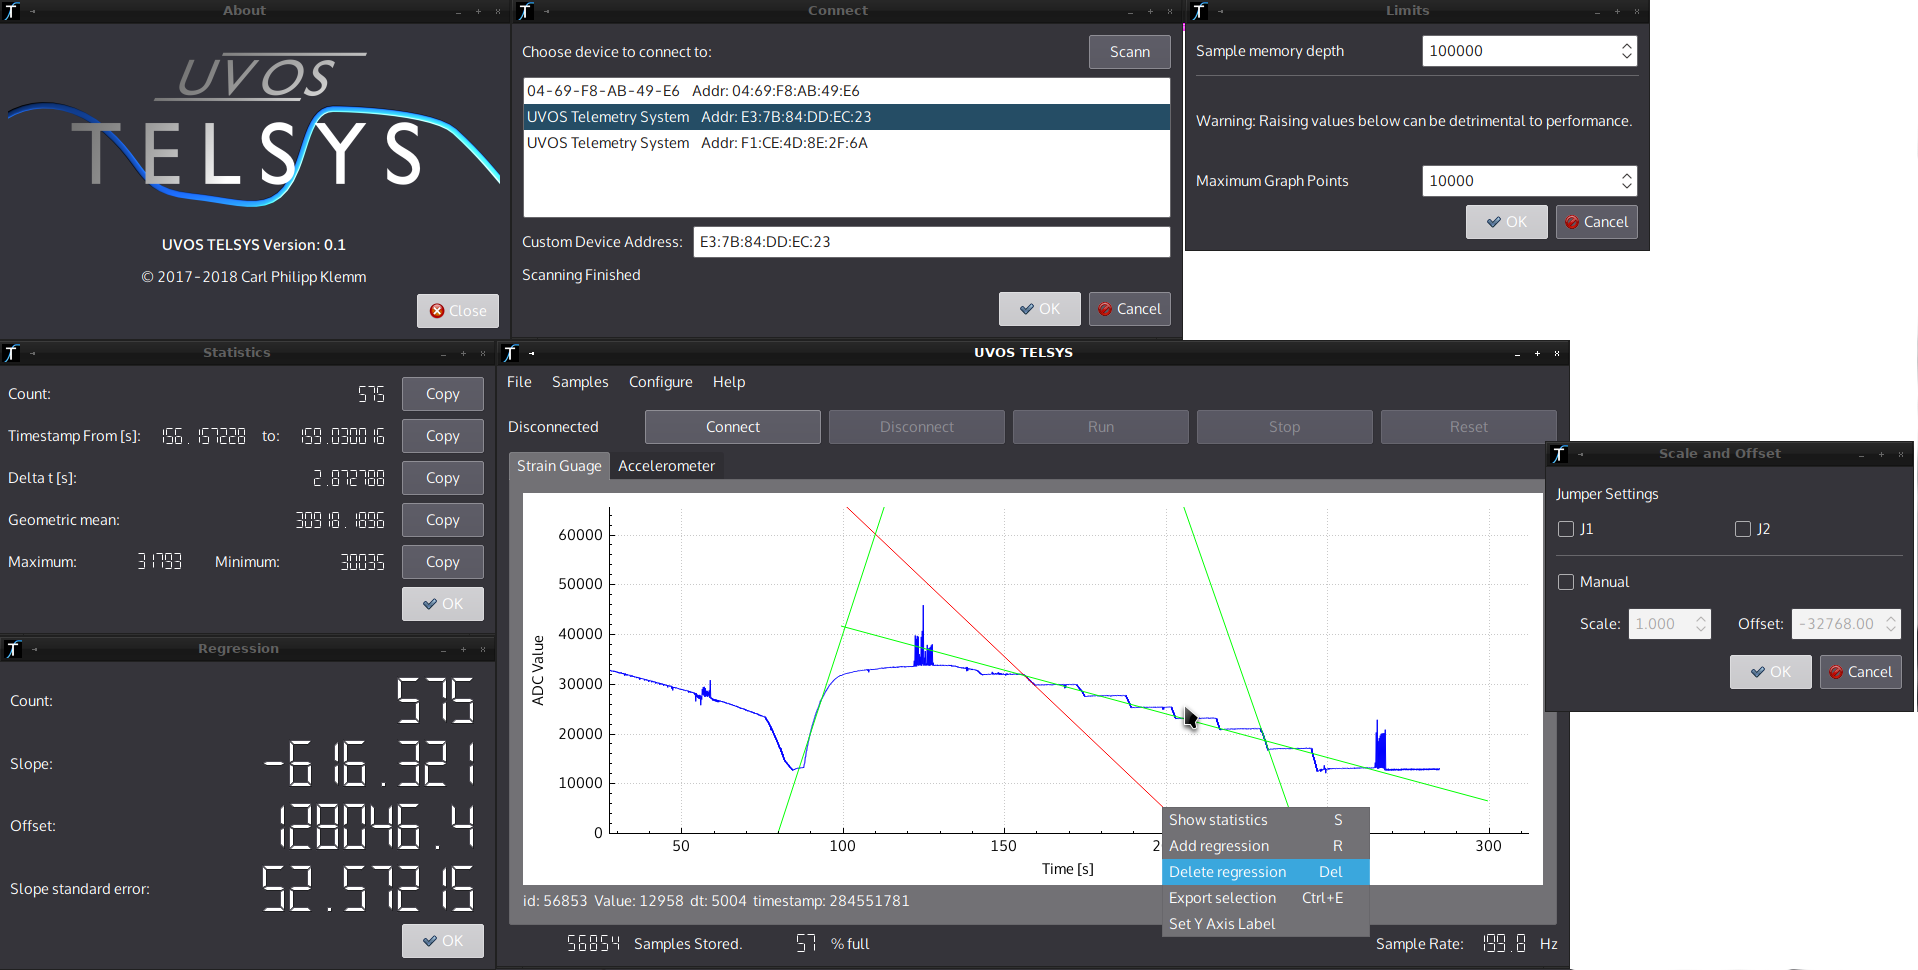 About
UVOS
TELSYS
UVOS TELSYS Version: 0.1
© 2017-2018 Carl Philipp Klemm
Close
Connect
Choose device to connect to:
Scann
04-69-F8-AB-49-E6 Addr: 04:69:F8:AB:49:E6
UVOS Telemetry System Addr: E3:7B:84:DD:EC:23
UVOS Telemetry System Addr: F1:CE:4D:8E:2F:6A
Custom Device Address: E3:7B:84:DD:EC:23
Scanning Finished
OK Cancel
Limits
Sample memory depth 100000
Warning: Raising values below can be detrimental to performance.
Maximum Graph Points 10000
OK Cancel
Statistics
Count: 575 Copy
Timestamp From [s]: 156.157228 to: 159.030016 Copy
Delta t [s]: 2.872788 Copy
Geometric mean: 30918.1896 Copy
Maximum: 31793 Minimum: 30035 Copy
OK
Regression
Count: 575
Slope: -616.321
Offset: 128046.4
Slope standard error: 52.57215
OK
UVOS TELSYS
File Samples Configure Help
Disconnected Connect Disconnect Run Stop Reset
Strain Guage Accelerometer
60000
50000
40000
30000
20000
10000
0
ADC Value
50 100 150 2 300
Time [s]
Show statistics S
Add regression R
Delete regression Del
Export selection Ctrl+E
Set Y Axis Label
id: 56853 Value: 12958 dt: 5004 timestamp: 284551781
56854 Samples Stored. 57 % full Sample Rate: 199.8 Hz
Scale and Offset
Jumper Settings
J1 J2
Manual
Scale: 1.000 Offset: -32768.00
OK Cancel